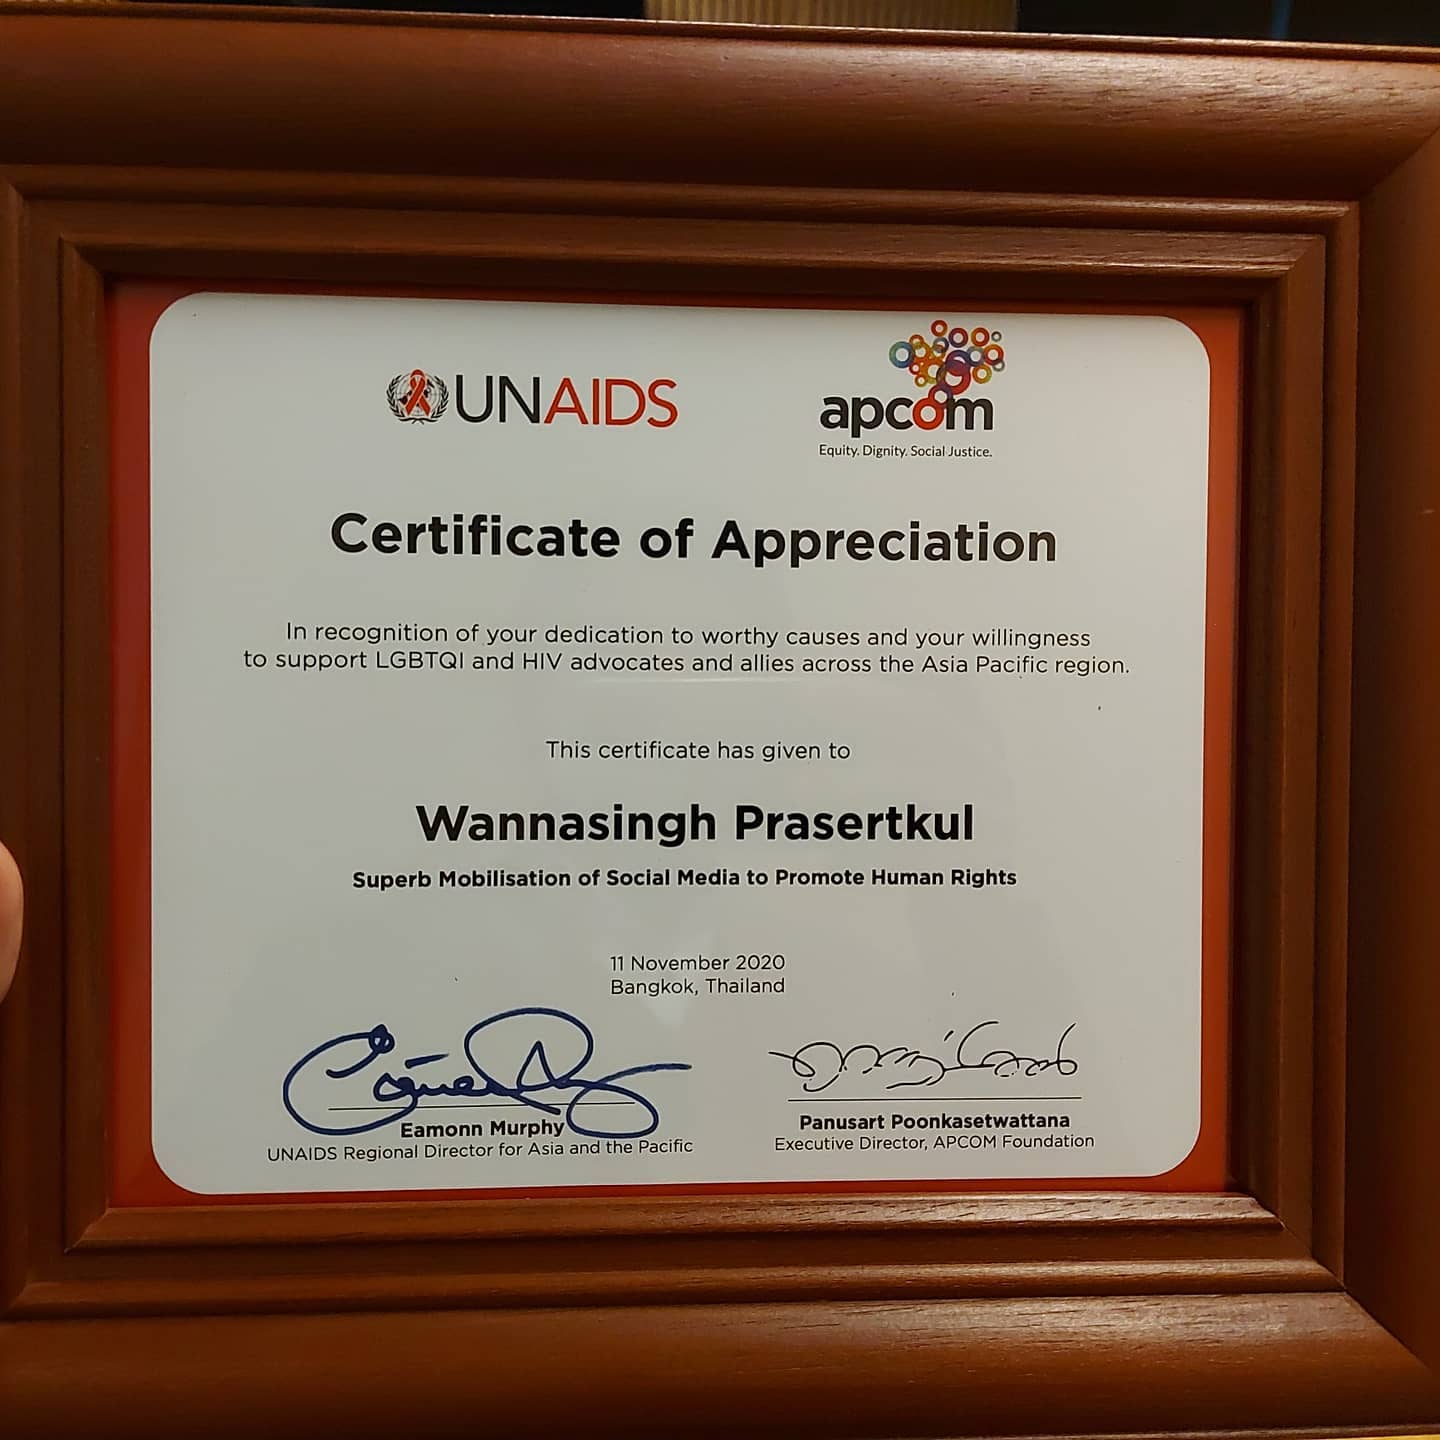 UNAIDS
apcom
Equity. Dignity. Social Justice.
Certificate of Appreciation
In recognition of your dedication to worthy causes and your willingness
to support LGBTQI and HIV advocates and allies across the Asia Pacific region.
This certificate has given to
Wannasingh Prasertkul
Superb Mobilisation of Social Media to Promote Human Rights
11 November 2020
Bangkok, Thailand
Eamonn Murphy
UNAIDS Regional Director for Asia and the Pacific
Panusart Poonkasetwattana
Executive Director, APCOM Foundation